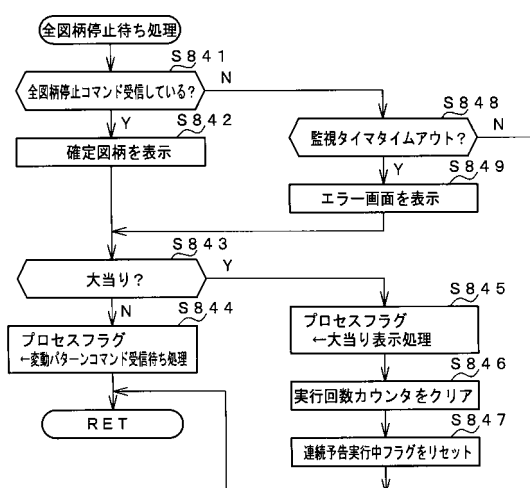 全図柄停止待ち処理
S841
全図柄停止コマンド受信している？
N
Y
S842
確定図柄を表示
S848
監視タイマタイムアウト？
N
Y
S849
エラー画面を表示
S843
大当り？
Y
N
S844
プロセスフラグ
←変動パターンコマンド受信待ち処理
RET
S845
プロセスフラグ
←大当り表示処理
S846
実行回数カウンタをクリア
S847
連続予告実行中フラグをリセット